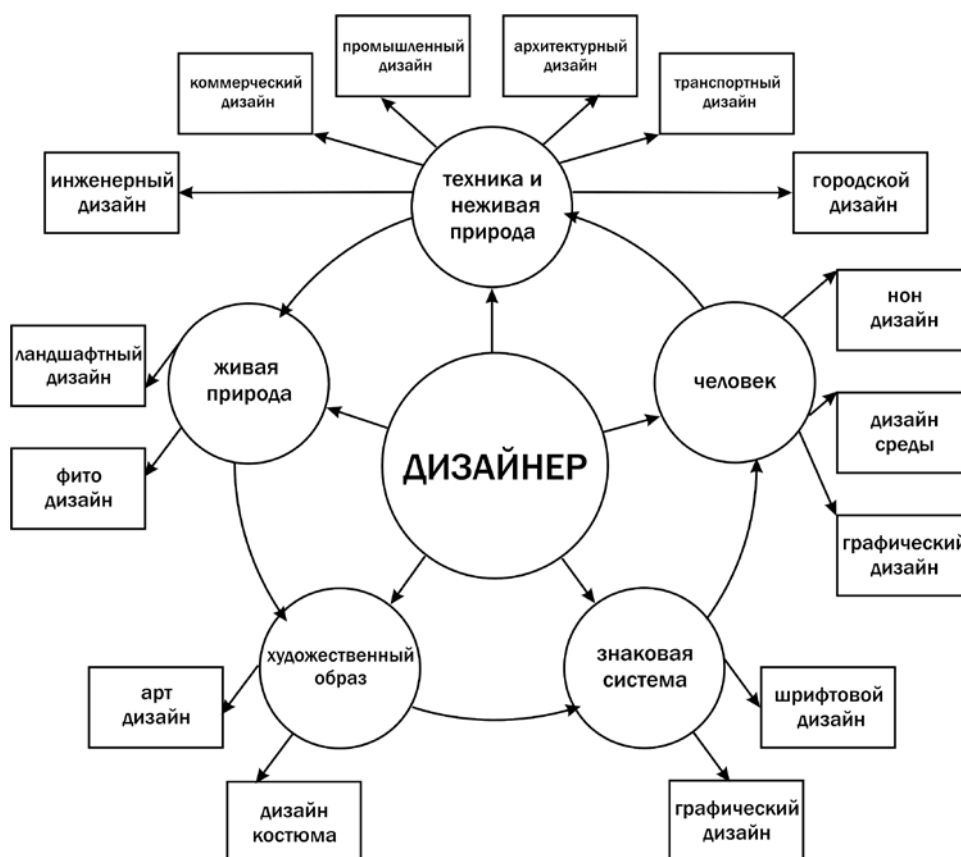 промышленный
дизайн
архитектурный
дизайн
коммерческий
дизайн
транспортный
дизайн
инженерный
дизайн
техника и
неживая
природа
городской
дизайн
нон
дизайн
ландшафтный
дизайн
живая
природа
человек
дизайн
среды
ДИЗАЙНЕР
фито
дизайн
графический
дизайн
художественный
образ
знаковая
система
арт
дизайн
шрифтовой
дизайн
дизайн
костюма
графический
дизайн